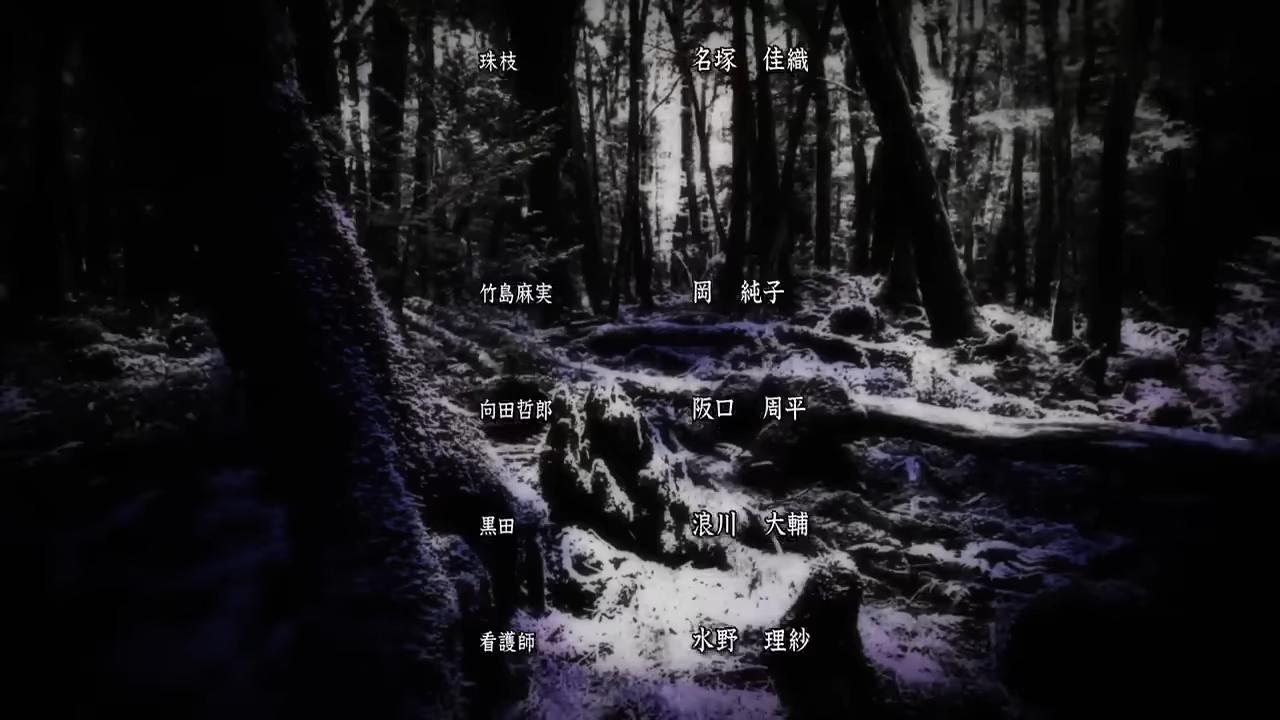 珠枝 名塚 佳織
竹島麻実 岡 純子
向田哲郎 阪口 周平
黒田 浪川 大輔
看護師 水野 理紗